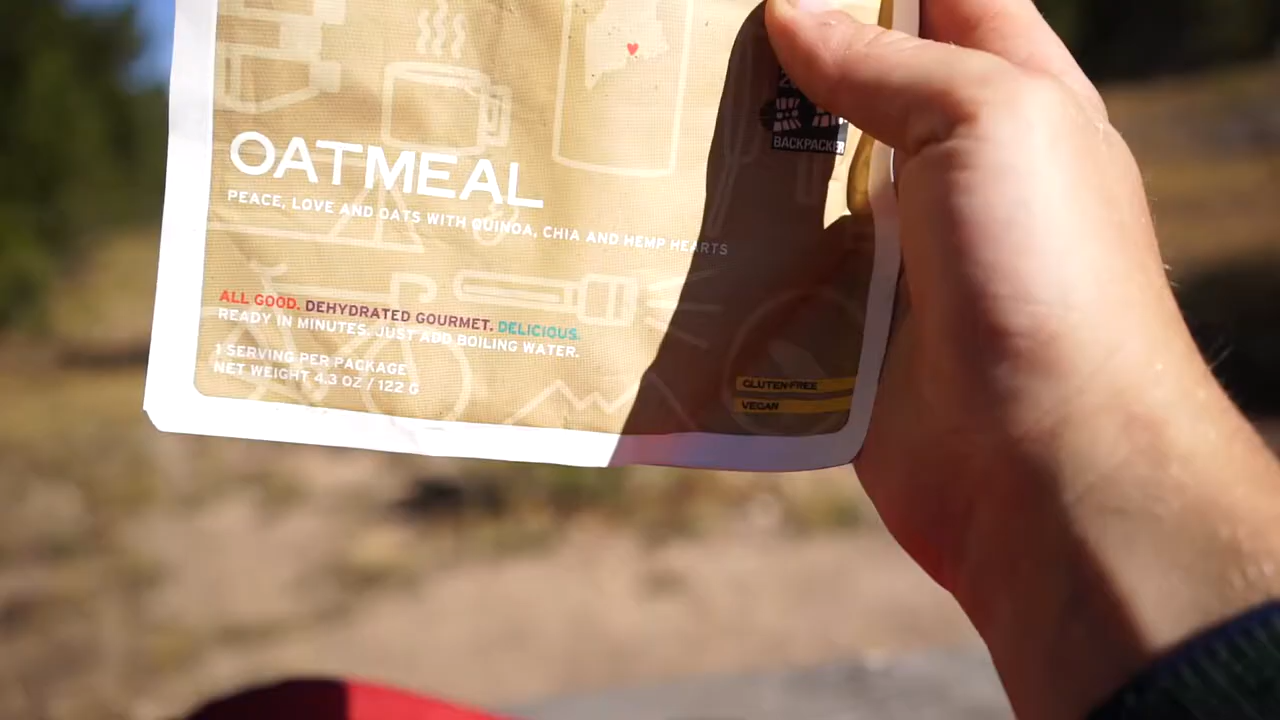 OATMEAL
PEACE, LOVE AND OATS WITH QUINOA, CHIA AND HEMP HEARTS
BACKPACKER
ALL GOOD. DEHYDRATED GOURMET. DELICIOUS.
READY IN MINUTES. JUST ADD BOILING WATER.
1 SERVING PER PACKAGE
NET WEIGHT 4.3 OZ / 122 G
GLUTEN-FREE
VEGAN